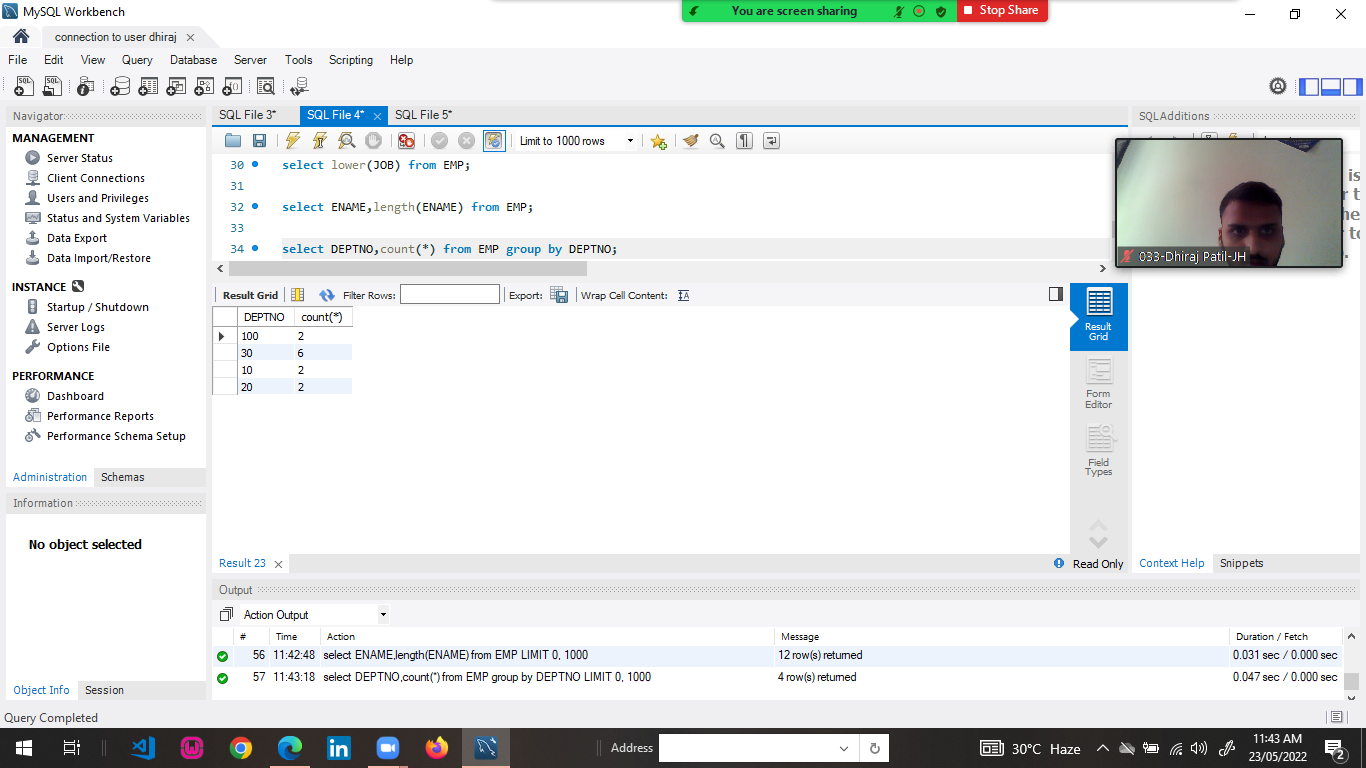 MySQL Workbench
You are screen sharing
Stop Share
connection to user dhiraj
File Edit View Query Database Server Tools Scripting Help
Navigator
MANAGEMENT
Server Status
Client Connections
Users and Privileges
Status and System Variables
Data Export
Data Import/Restore
INSTANCE
Startup / Shutdown
Server Logs
Options File
PERFORMANCE
Dashboard
Performance Reports
Performance Schema Setup
Administration Schemas
Information
No object selected
Object Info Session
Query Completed
SQL File 3* SQL File 4* SQL File 5*
Limit to 1000 rows
30 select lower(JOB) from EMP;
31
32 select ENAME,length(ENAME) from EMP;
33
34 select DEPTNO,count(*) from EMP group by DEPTNO;
Result Grid Filter Rows: Export: Wrap Cell Content:
DEPTNO count(*)
100 2
30 6
10 2
20 2
Result Grid
Form Editor
Field Types
Result 23
Read Only
SQLAdditions
033-Dhiraj Patil-JH
Context Help Snippets
Output
Action Output
# Time Action Message Duration / Fetch
56 11:42:48 select ENAME,length(ENAME) from EMP LIMIT 0, 1000 12 row(s) returned 0.031 sec / 0.000 sec
57 11:43:18 select DEPTNO,count(*) from EMP group by DEPTNO LIMIT 0, 1000 4 row(s) returned 0.047 sec / 0.000 sec
Address
30°C Haze
11:43 AM
23/05/2022
2